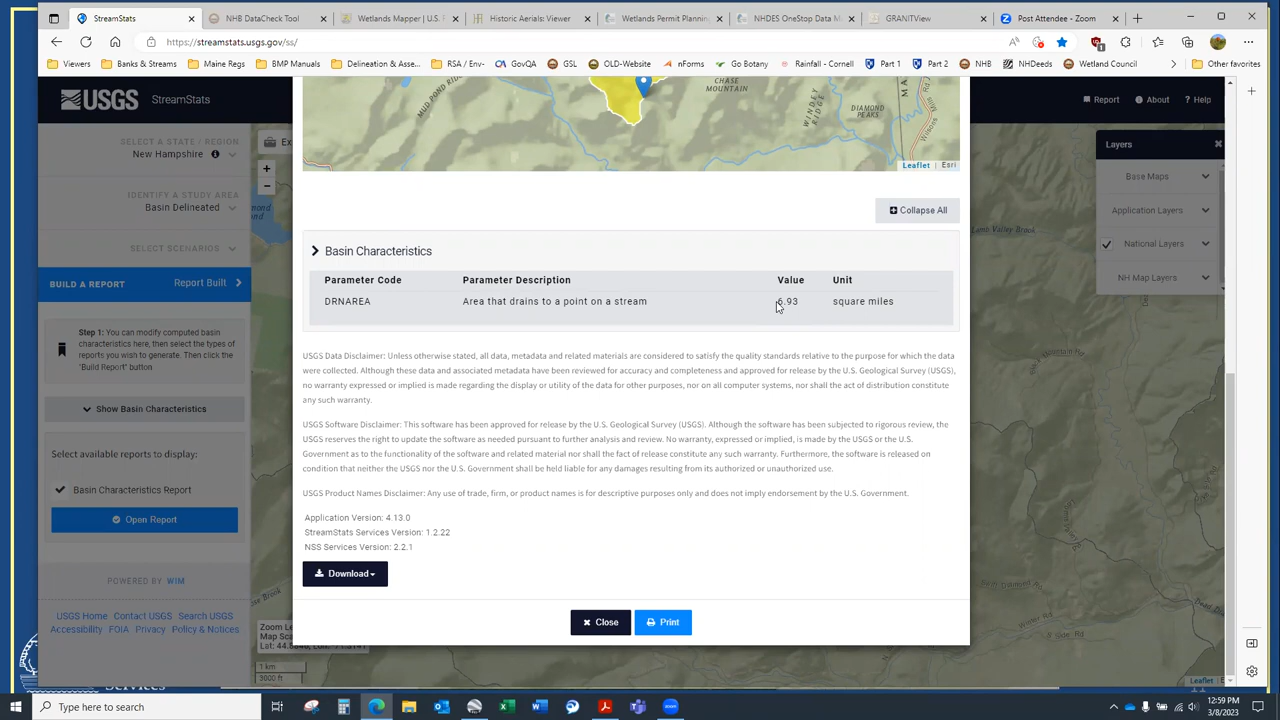 StreamStats
NHB DataCheck Tool
Wetlands Mapper | U.S. F
Historic Aerials: Viewer
Wetlands Permit Planning
NHDES OneStop Data M
GRANITView
Post Attendee - Zoom
https://streamstats.usgs.gov/ss/
Viewers
Banks & Streams
Maine Regs
BMP Manuals
Delineation & Asse...
RSA / Env-
GovQA
GSL
OLD-Website
nForms
Go Botany
Rainfall - Cornell
Part 1
Part 2
NHB
NHDeeds
Wetland Council
Other favorites
USGS
StreamStats
Report
About
Help
SELECT A STATE / REGION
New Hampshire
IDENTIFY A STUDY AREA
Basin Delineated
SELECT SCENARIOS
BUILD A REPORT
Report Built
Step 1: You can modify computed basin
characteristics here, then select the types of
reports you wish to generate. Then click the
"Build Report" button
Show Basin Characteristics
Select available reports to display:
Basin Characteristics Report
Open Report
POWERED BY WIM
USGS Home Contact USGS Search USGS
Accessibility FOIA Privacy Policy & Notices
MUD POND RIDGE
CHASE
MOUNTAIN
WINDEY
RIDGE
DIAMOND
PEAKS
Leaflet | Esri
Collapse All
Basin Characteristics
Parameter Code Parameter Description Value Unit
DRNAREA Area that drains to a point on a stream 6.93 square miles
USGS Data Disclaimer: Unless otherwise stated, all data, metadata and related materials are considered to satisfy the quality standards relative to the purpose for which the data
were collected. Although these data and associated metadata have been reviewed for accuracy and completeness and approved for release by the U.S. Geological Survey (USGS),
no warranty expressed or implied is made regarding the display or utility of the data for other purposes, nor on all computer systems, nor shall the act of distribution constitute
any such warranty.
USGS Software Disclaimer: This software has been approved for release by the U.S. Geological Survey (USGS). Although the software has been subjected to rigorous review, the
USGS reserves the right to update the software as needed pursuant to further analysis and review. No warranty, expressed or implied, is made by the USGS or the U.S.
Government as to the functionality of the software and related material nor shall the fact of release constitute any such warranty. Furthermore, the software is released on
condition that neither the USGS nor the U.S. Government shall be held liable for any damages resulting from its authorized or unauthorized use.
USGS Product Names Disclaimer: Any use of trade, firm, or product names is for descriptive purposes only and does not imply endorsement by the U.S. Government.
Application Version: 4.13.0
StreamStats Services Version: 1.2.22
NSS Services Version: 2.2.1
Download
Close
Print
Layers
Base Maps
Application Layers
National Layers
NH Map Layers
Lamb Valley Brook
Zoom Le
Map Sca
1 km
3000 ft
Leaflet | E
Services
Type here to search
12:59 PM
3/8/2023